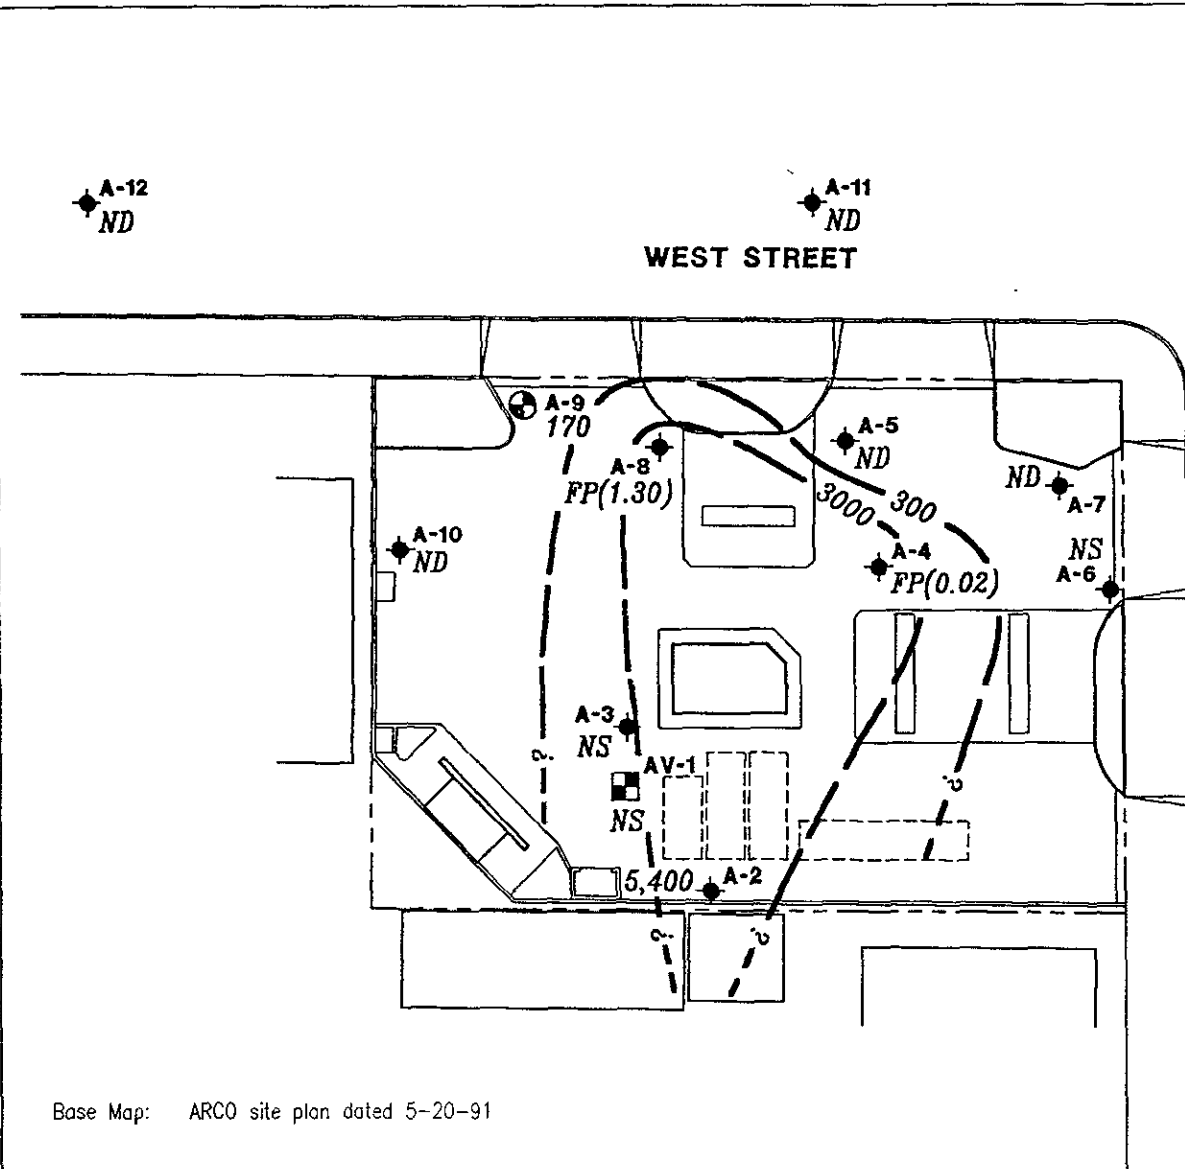 A-12
ND
A-11
ND
WEST STREET
A-9
170
A-5
ND
A-8
FP(1.30)
3000
300
ND
A-7
A-10
ND
A-4
FP(0.02)
NS
A-6
A-3
NS
?
AV-1
?
NS
5,400
A-2
?
?
Base Map: ARCO site plan dated 5-20-91